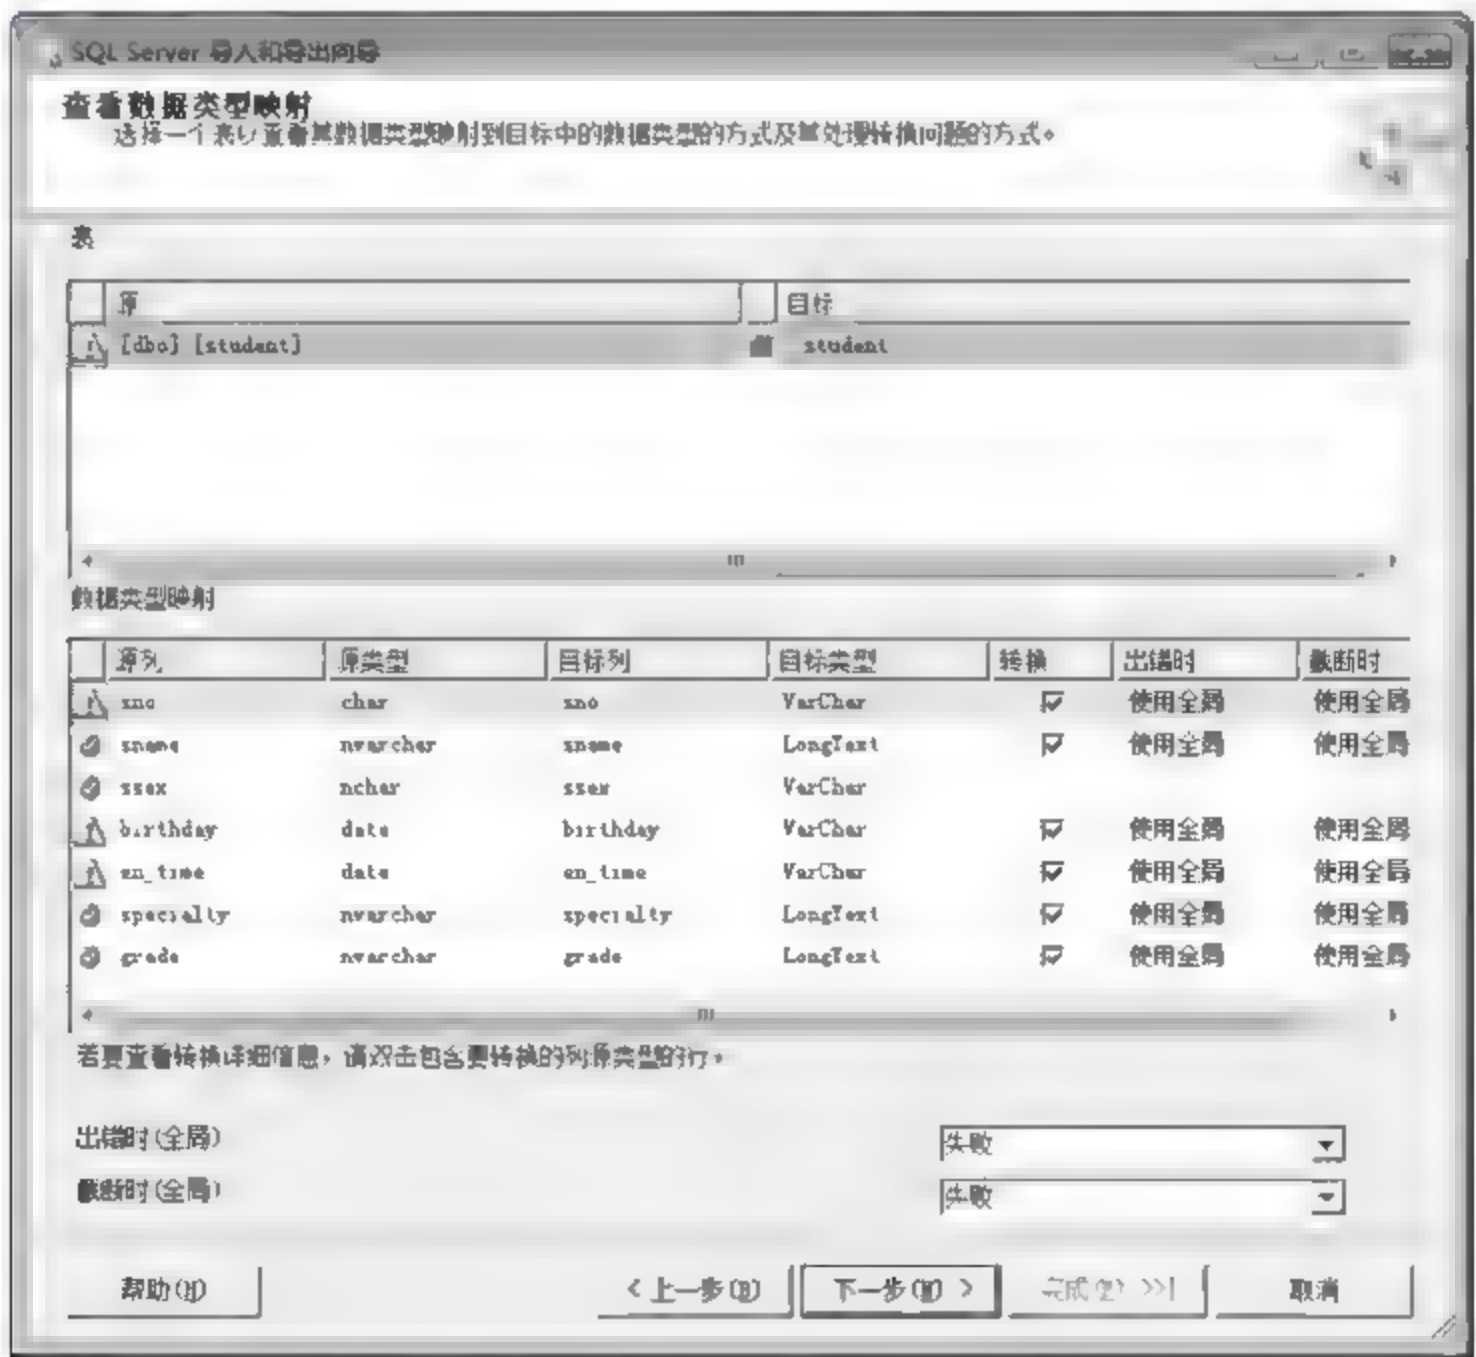 SQL Server 导入和导出向导
查看数据类型映射
选择一个表以查看其数据类型映射到目标中的数据类型的方式及其处理转换问题的方式。
表
源 目标
[dbo] [student] student
数据类型映射
源列 源类型 目标列 目标类型 转换 出错时 截断时
sno char sno VarChar 使用全局 使用全局
sname nvarchar sname LongText 使用全局 使用全局
ssex nchar ssex VarChar
birthday date birthday VarChar 使用全局 使用全局
en_time date en_time VarChar 使用全局 使用全局
specialty nvarchar specialty LongText 使用全局 使用全局
grade nvarchar grade LongText 使用全局 使用全局
若要查看转换详细信息，请双击包含要转换的列源类型的行。
出错时(全局) 失败
截断时(全局) 失败
帮助(H) < 上一步(B) 下一步(N) > 完成(F) >>| 取消